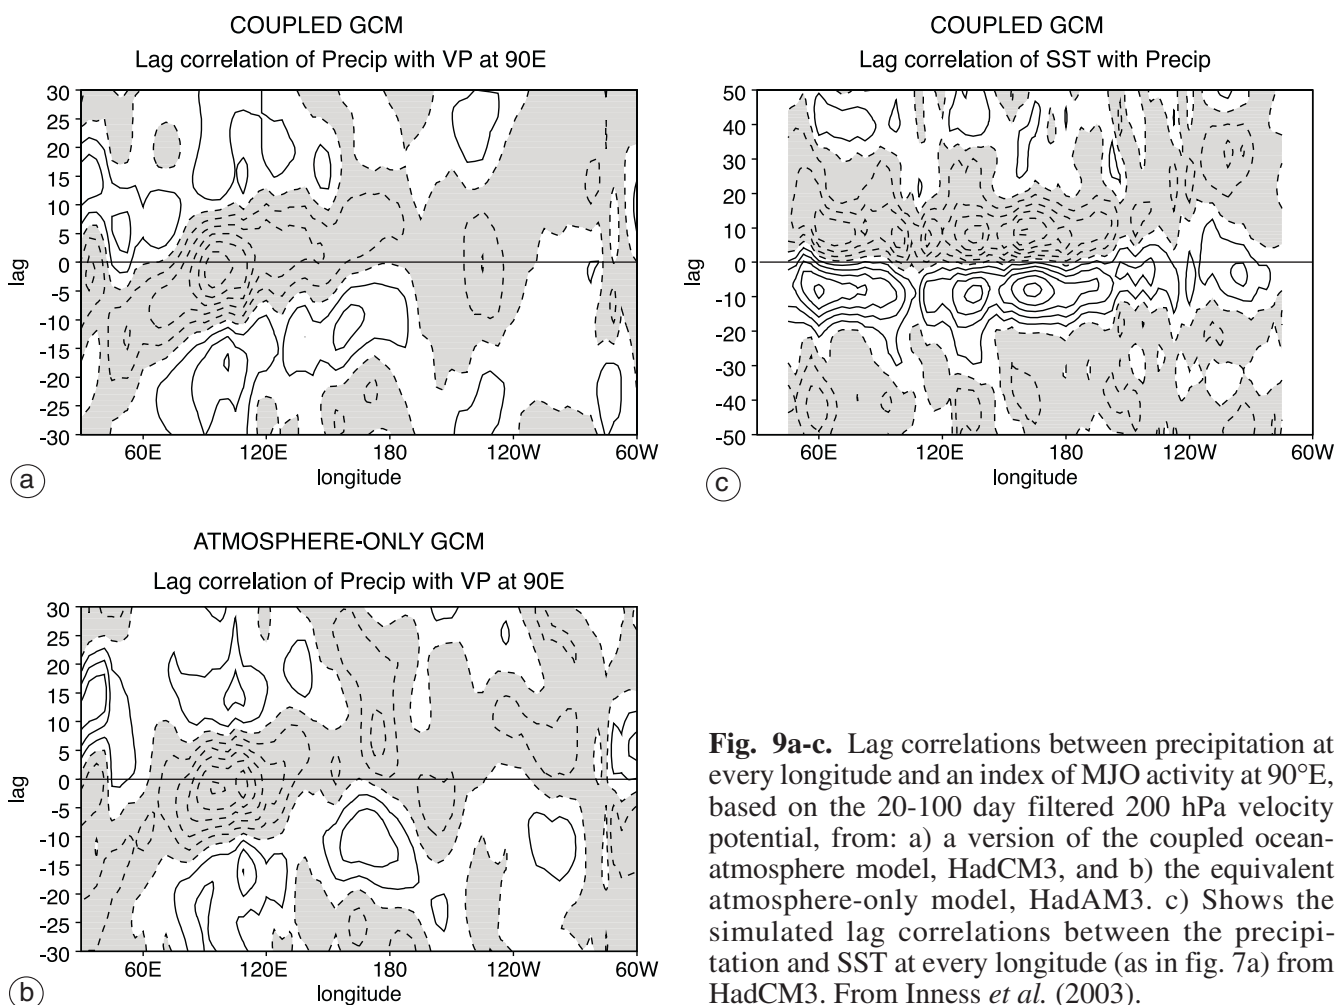 COUPLED GCM
Lag correlation of Precip with VP at 90E
30
25
20
15
10
5
0
-5
-10
-15
-20
-25
-30
lag
60E 120E 180 120W 60W
longitude
a
COUPLED GCM
Lag correlation of SST with Precip
50
40
30
20
10
0
-10
-20
-30
-40
-50
lag
60E 120E 180 120W 60W
longitude
c
ATMOSPHERE-ONLY GCM
Lag correlation of Precip with VP at 90E
30
25
20
15
10
5
0
-5
-10
-15
-20
-25
-30
lag
60E 120E 180 120W 60W
longitude
b
Fig. 9a-c. Lag correlations between precipitation at
every longitude and an index of MJO activity at 90°E,
based on the 20-100 day filtered 200 hPa velocity
potential, from: a) a version of the coupled ocean-
atmosphere model, HadCM3, and b) the equivalent
atmosphere-only model, HadAM3. c) Shows the
simulated lag correlations between the precipi-
tation and SST at every longitude (as in fig. 7a) from
HadCM3. From Inness et al. (2003).